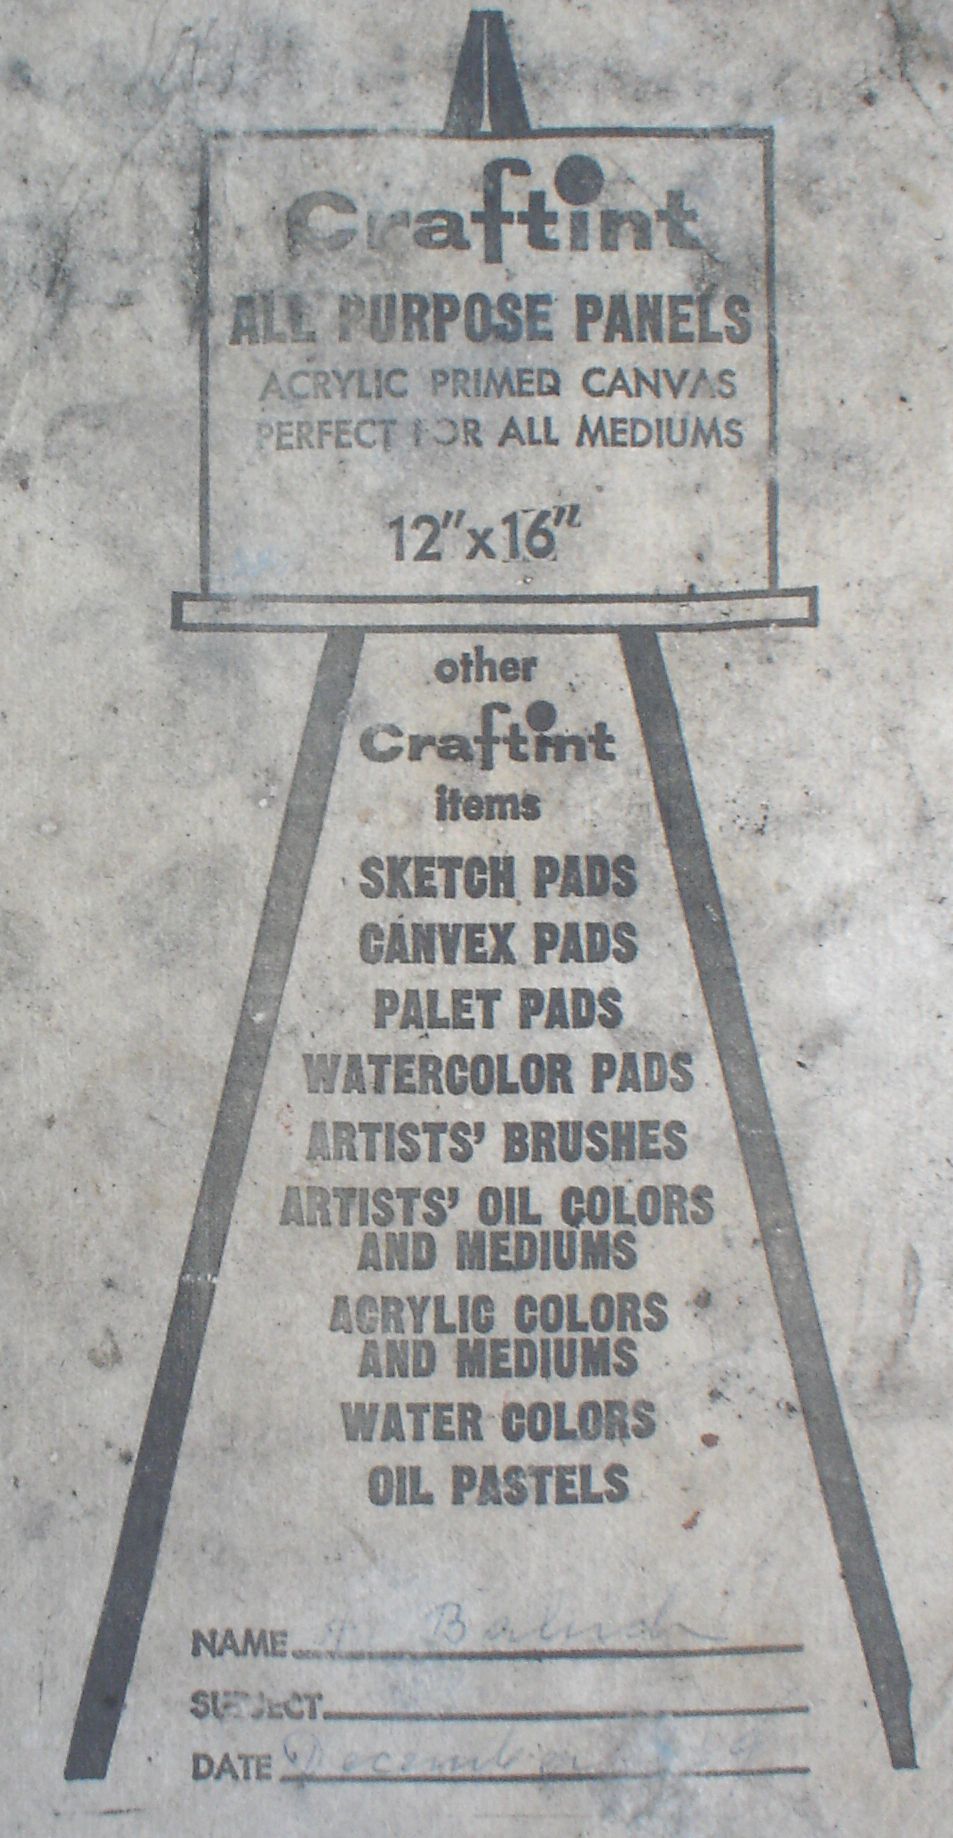 Craftint
ALL PURPOSE PANELS
ACRYLIC PRIMED CANVAS
PERFECT FOR ALL MEDIUMS
12"x16"
other
Craftint
items
SKETCH PADS
CANVEX PADS
PALET PADS
WATERCOLOR PADS
ARTISTS' BRUSHES
ARTISTS' OIL COLORS
AND MEDIUMS
ACRYLIC COLORS
AND MEDIUMS
WATER COLORS
OIL PASTELS
NAME
SUBJECT
DATE December